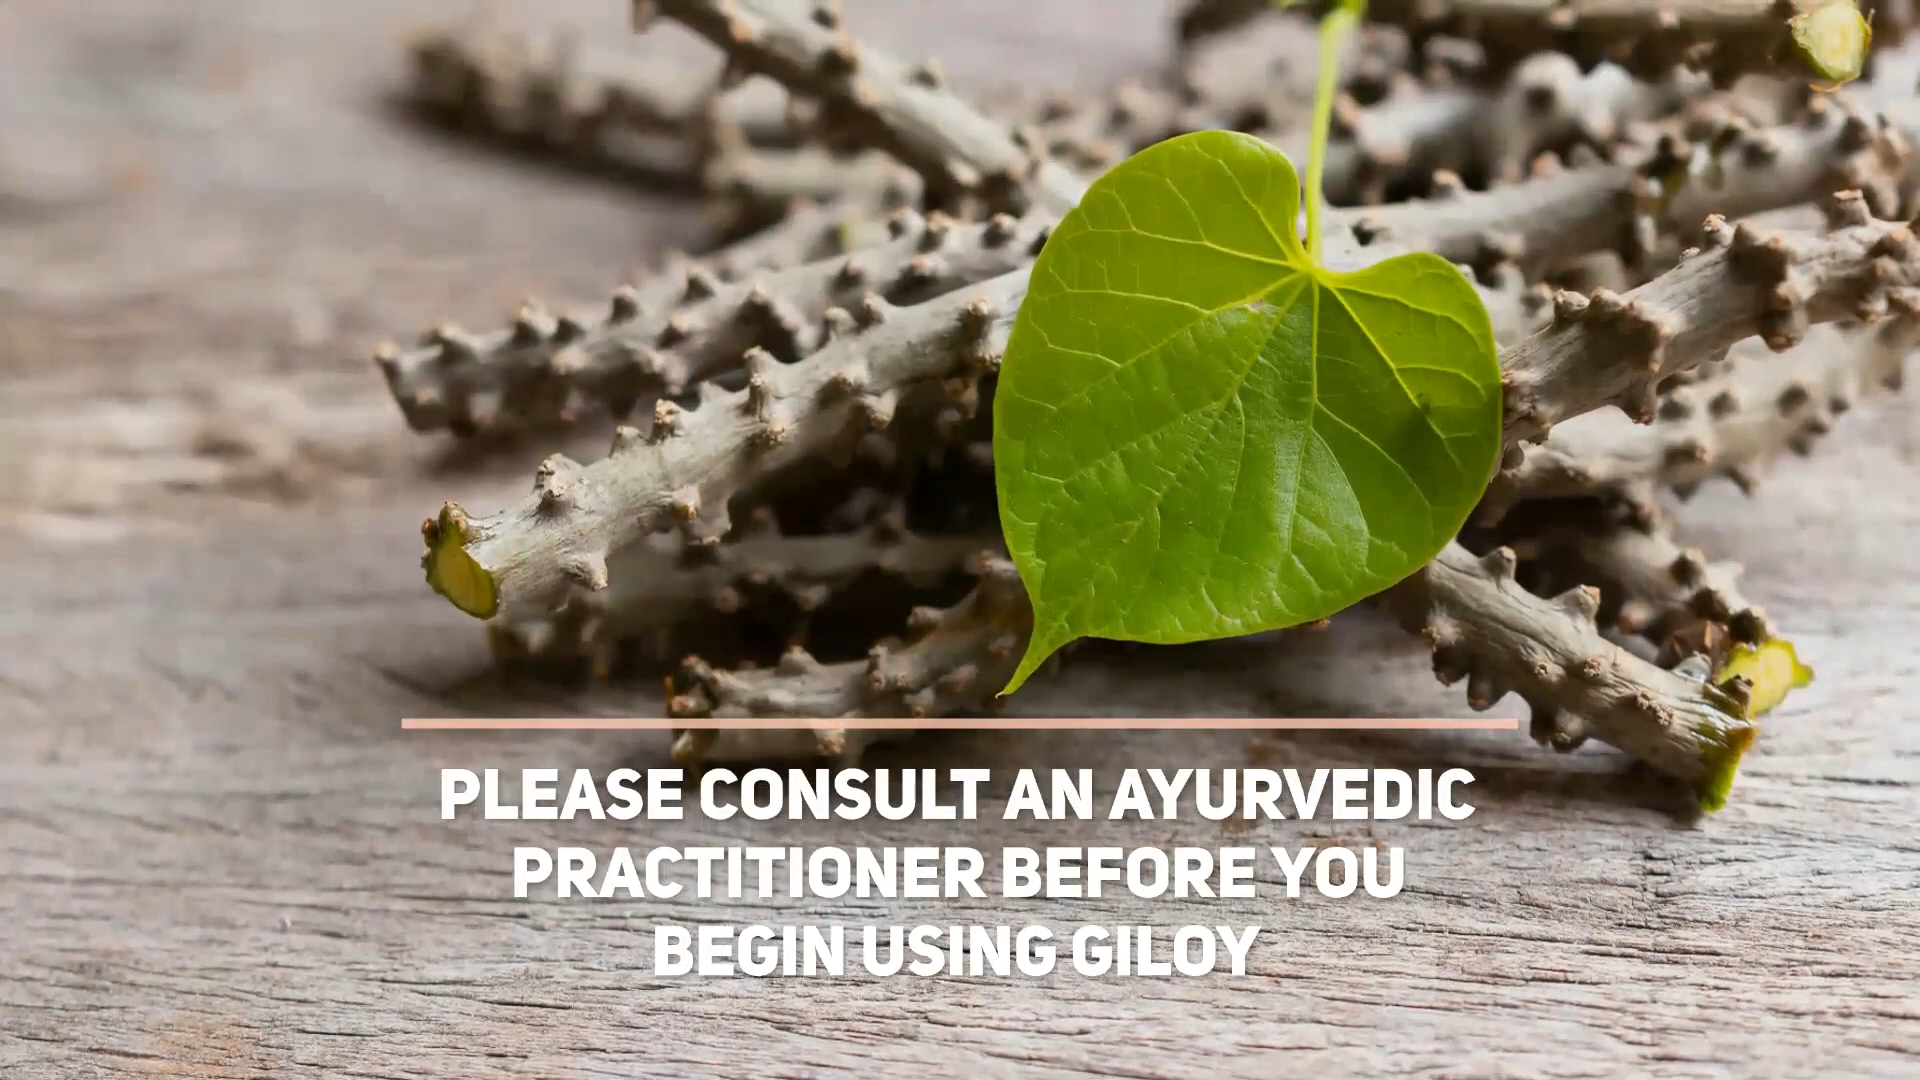 PLEASE CONSULT AN AYURVEDIC
PRACTITIONER BEFORE YOU
BEGIN USING GILOY